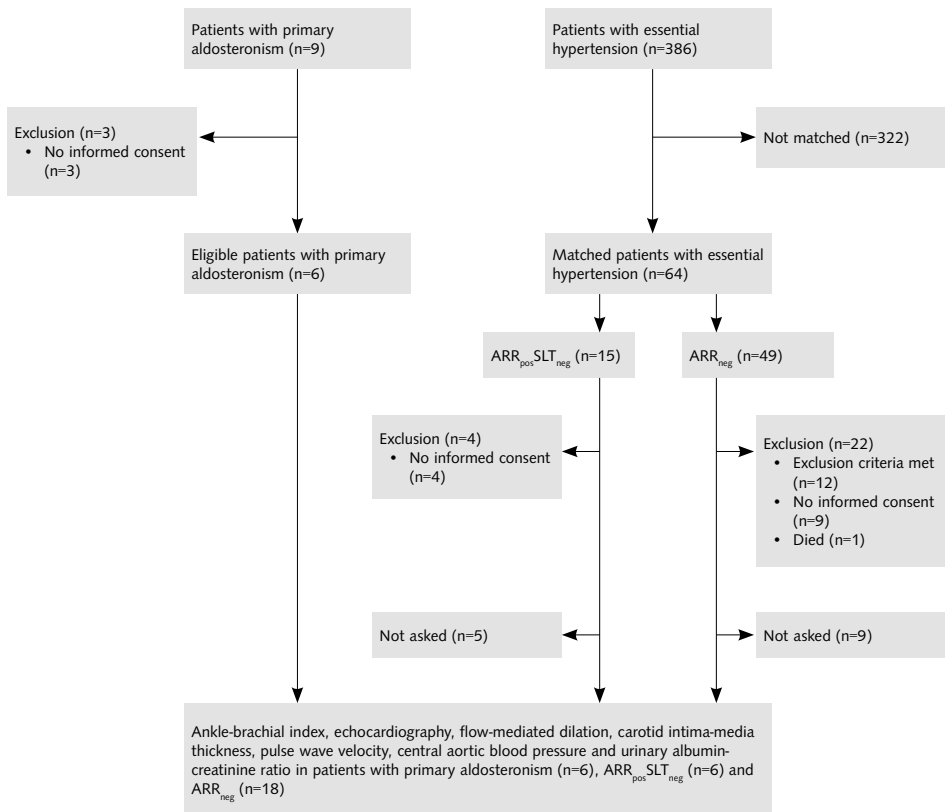 Patients with primary
aldosteronism (n=9)
Patients with essential
hypertension (n=386)
Exclusion (n=3)
• No informed consent
(n=3)
Not matched (n=322)
Eligible patients with primary
aldosteronism (n=6)
Matched patients with essential
hypertension (n=64)
ARRposSLTneg (n=15)
ARRneg (n=49)
Exclusion (n=4)
• No informed consent
(n=4)
Exclusion (n=22)
• Exclusion criteria met
(n=12)
• No informed consent
(n=9)
• Died (n=1)
Not asked (n=5)
Not asked (n=9)
Ankle-brachial index, echocardiography, flow-mediated dilation, carotid intima-media
thickness, pulse wave velocity, central aortic blood pressure and urinary albumin-
creatinine ratio in patients with primary aldosteronism (n=6), ARRposSLTneg (n=6) and
ARRneg (n=18)